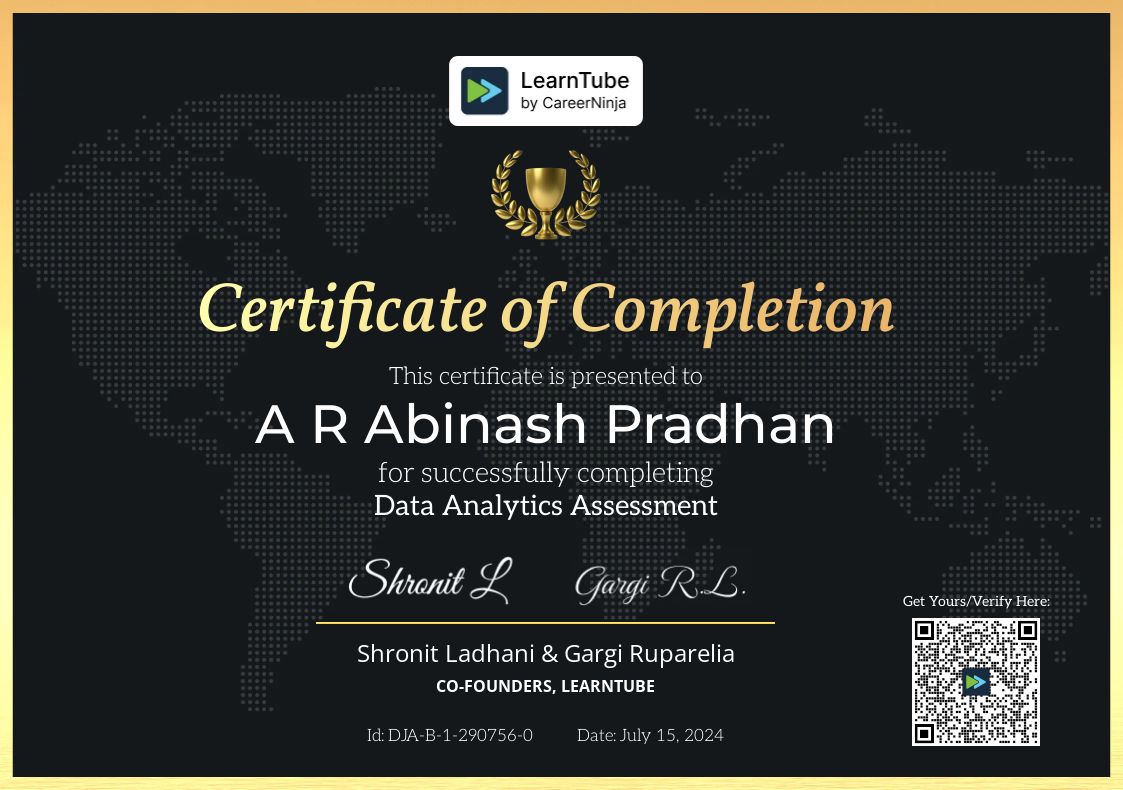 LearnTube
by CareerNinja
Certificate of Completion
This certificate is presented to
A R Abinash Pradhan
for successfully completing
Data Analytics Assessment
Shronit L
Gargi R.L.
Shronit Ladhani & Gargi Ruparelia
CO-FOUNDERS, LEARNTUBE
Get Yours/Verify Here:
Id: DJA-B-1-290756-0
Date: July 15, 2024